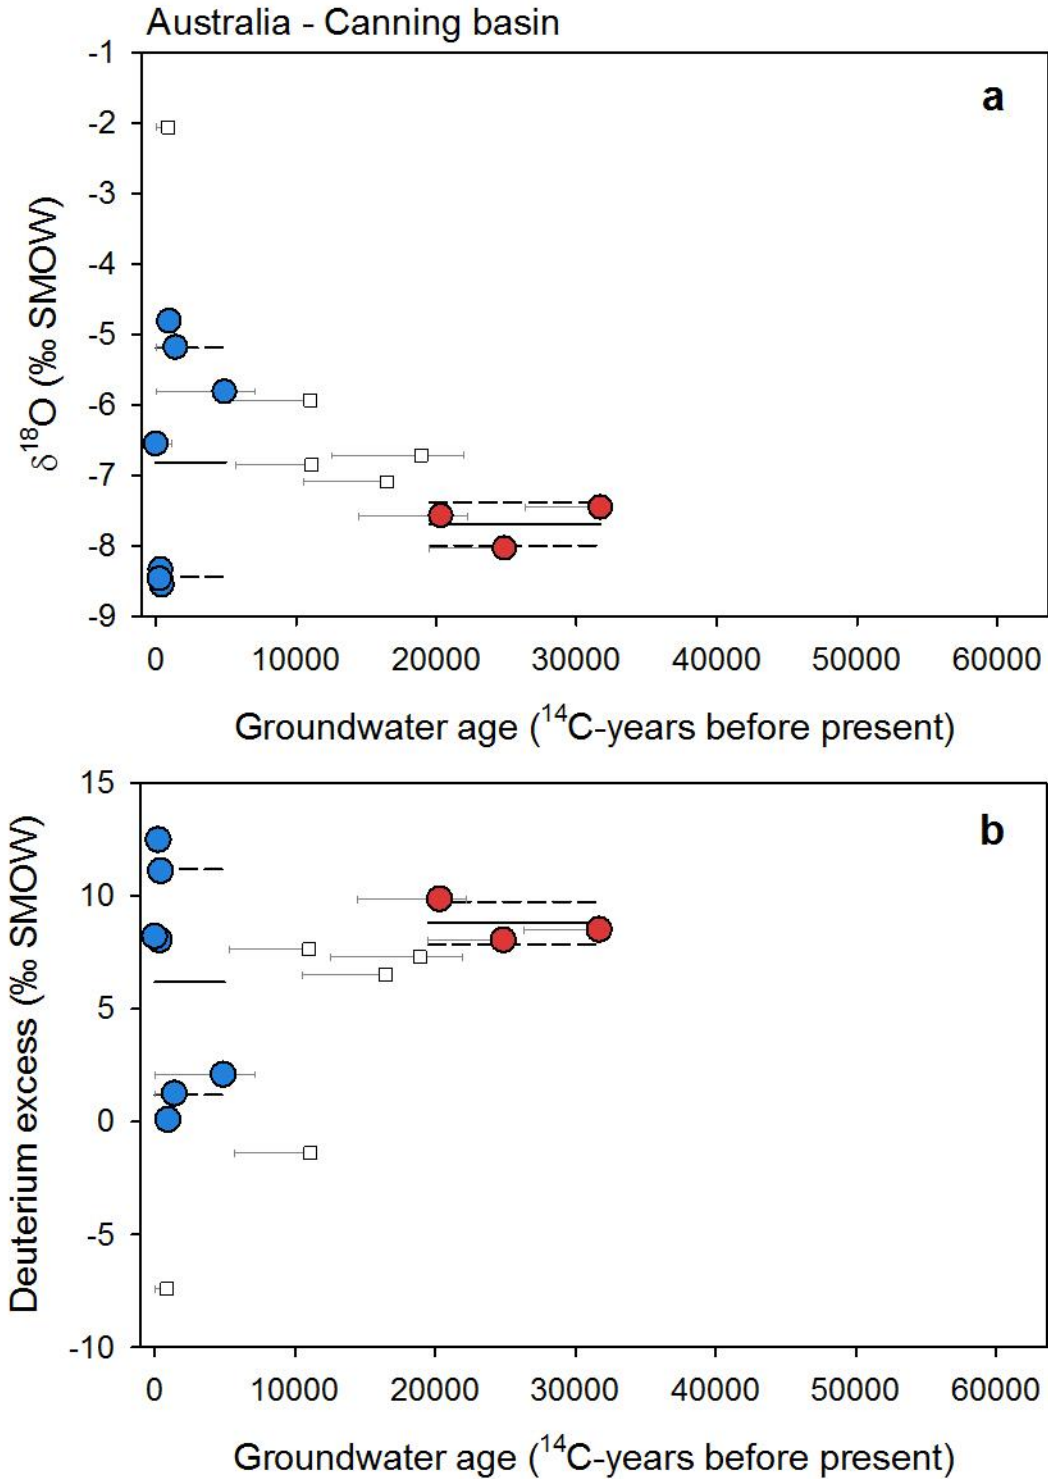 Australia - Canning basin
a
-1
-2
-3
-4
-5
-6
-7
-8
-9
δ18O (‰ SMOW)
0 10000 20000 30000 40000 50000 60000
Groundwater age (14C-years before present)
b
15
10
5
0
-5
-10
Deuterium excess (‰ SMOW)
0 10000 20000 30000 40000 50000 60000
Groundwater age (14C-years before present)